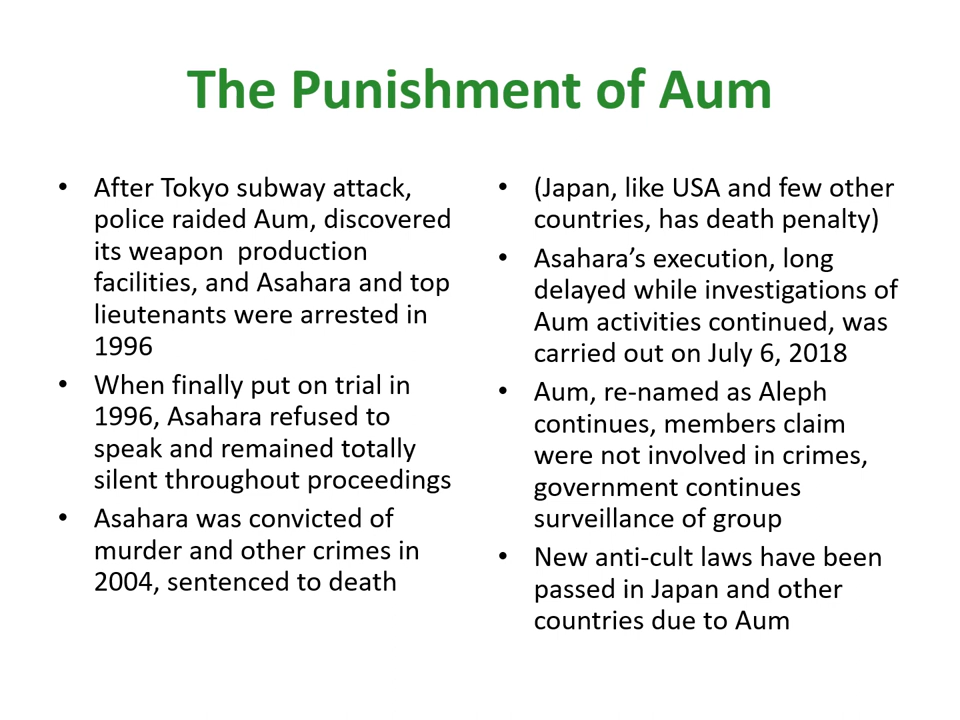 The Punishment of Aum
• After Tokyo subway attack,
police raided Aum, discovered
its weapon  production
facilities, and Asahara and top
lieutenants were arrested in
1996
• When finally put on trial in
1996, Asahara refused to
speak and remained totally
silent throughout proceedings
• Asahara was convicted of
murder and other crimes in
2004, sentenced to death
• (Japan, like USA and few other
countries, has death penalty)
• Asahara’s execution, long
delayed while investigations of
Aum activities continued, was
carried out on July 6, 2018
• Aum, re-named as Aleph
continues, members claim
were not involved in crimes,
government continues
surveillance of group
• New anti-cult laws have been
passed in Japan and other
countries due to Aum